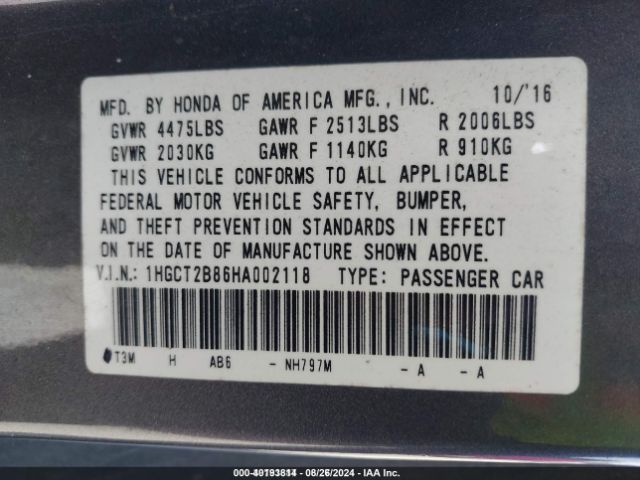 MFD. BY HONDA OF AMERICA MFG., INC. 10/'16
GVWR 4475LBS GAWR F 2513LBS R 2006LBS
GVWR 2030KG GAWR F 1140KG R 910KG
THIS VEHICLE CONFORMS TO ALL APPLICABLE
FEDERAL MOTOR VEHICLE SAFETY, BUMPER,
AND THEFT PREVENTION STANDARDS IN EFFECT
ON THE DATE OF MANUFACTURE SHOWN ABOVE.
V.I.N.: 1HGCT2B86HA002118 TYPE: PASSENGER CAR
T3M H AB6 - NH797M - A - A
08/26/2024 - IAA Inc.